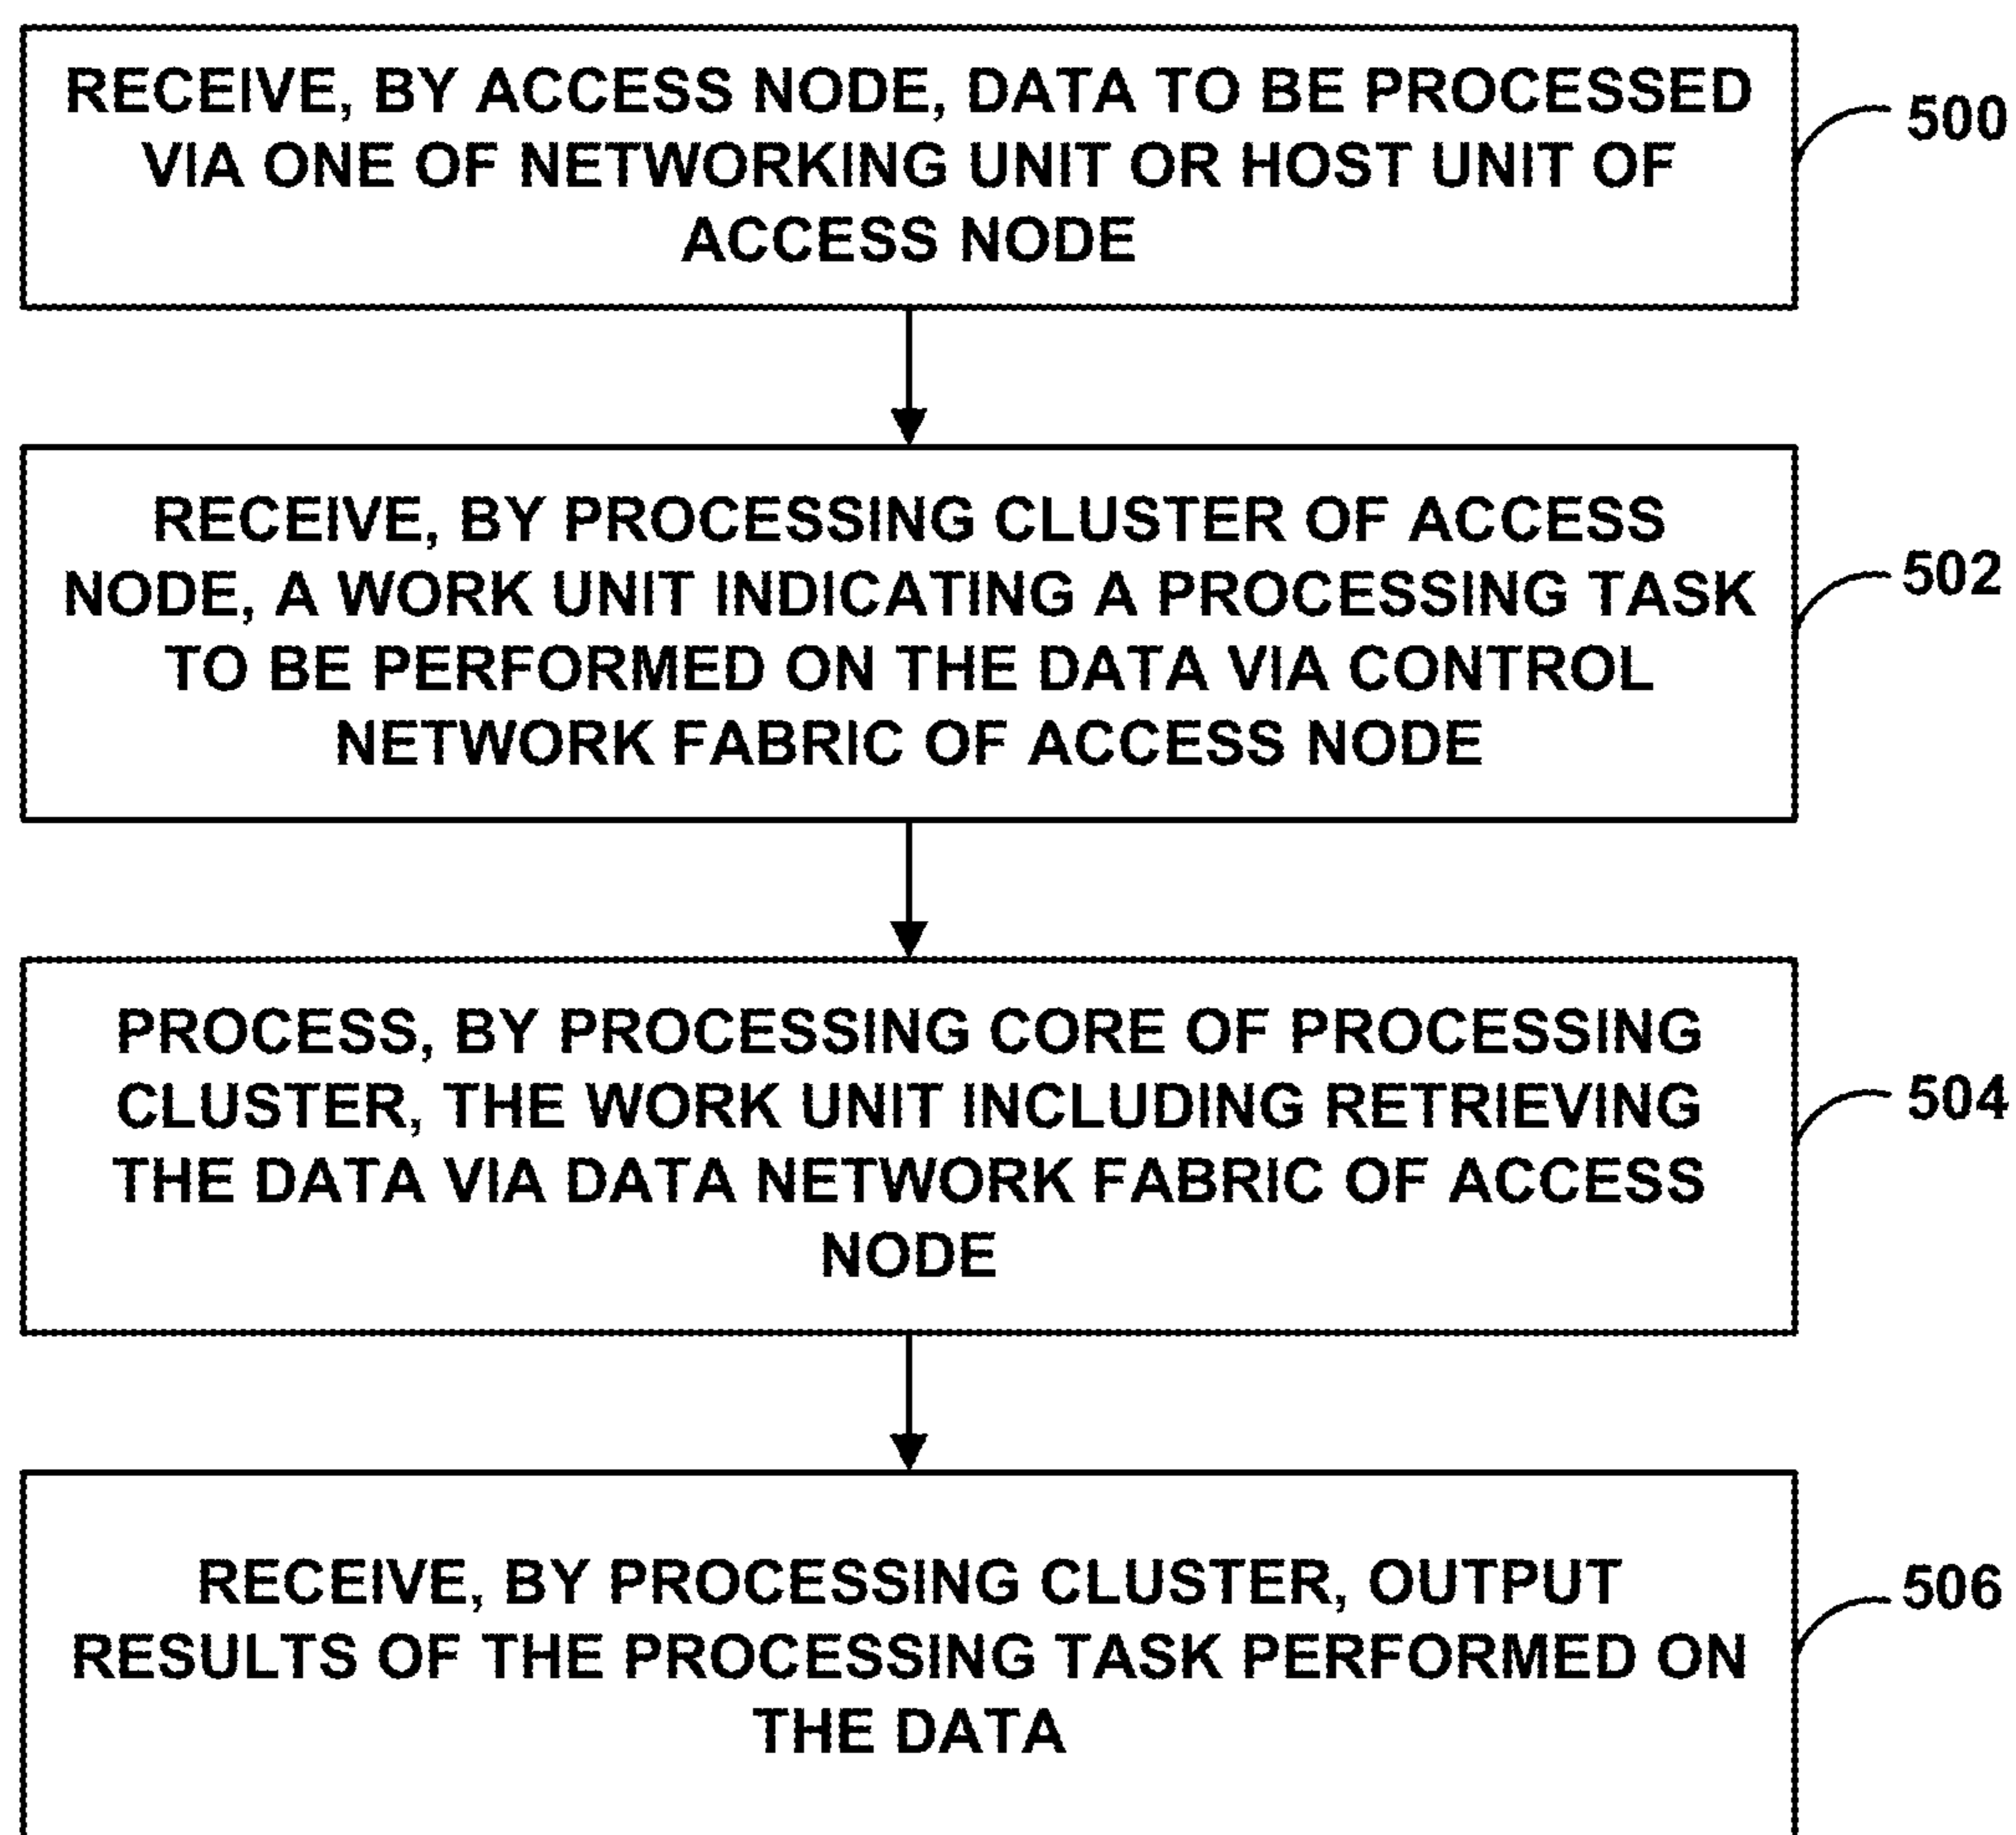 RECEIVE, BY ACCESS NODE, DATA TO BE PROCESSED
VIA ONE OF NETWORKING UNIT OR HOST UNIT OF
ACCESS NODE
500
RECEIVE, BY PROCESSING CLUSTER OF ACCESS
NODE, A WORK UNIT INDICATING A PROCESSING TASK
TO BE PERFORMED ON THE DATA VIA CONTROL
NETWORK FABRIC OF ACCESS NODE
502
PROCESS, BY PROCESSING CORE OF PROCESSING
CLUSTER, THE WORK UNIT INCLUDING RETRIEVING
THE DATA VIA DATA NETWORK FABRIC OF ACCESS
NODE
504
RECEIVE, BY PROCESSING CLUSTER, OUTPUT
RESULTS OF THE PROCESSING TASK PERFORMED ON
THE DATA
506